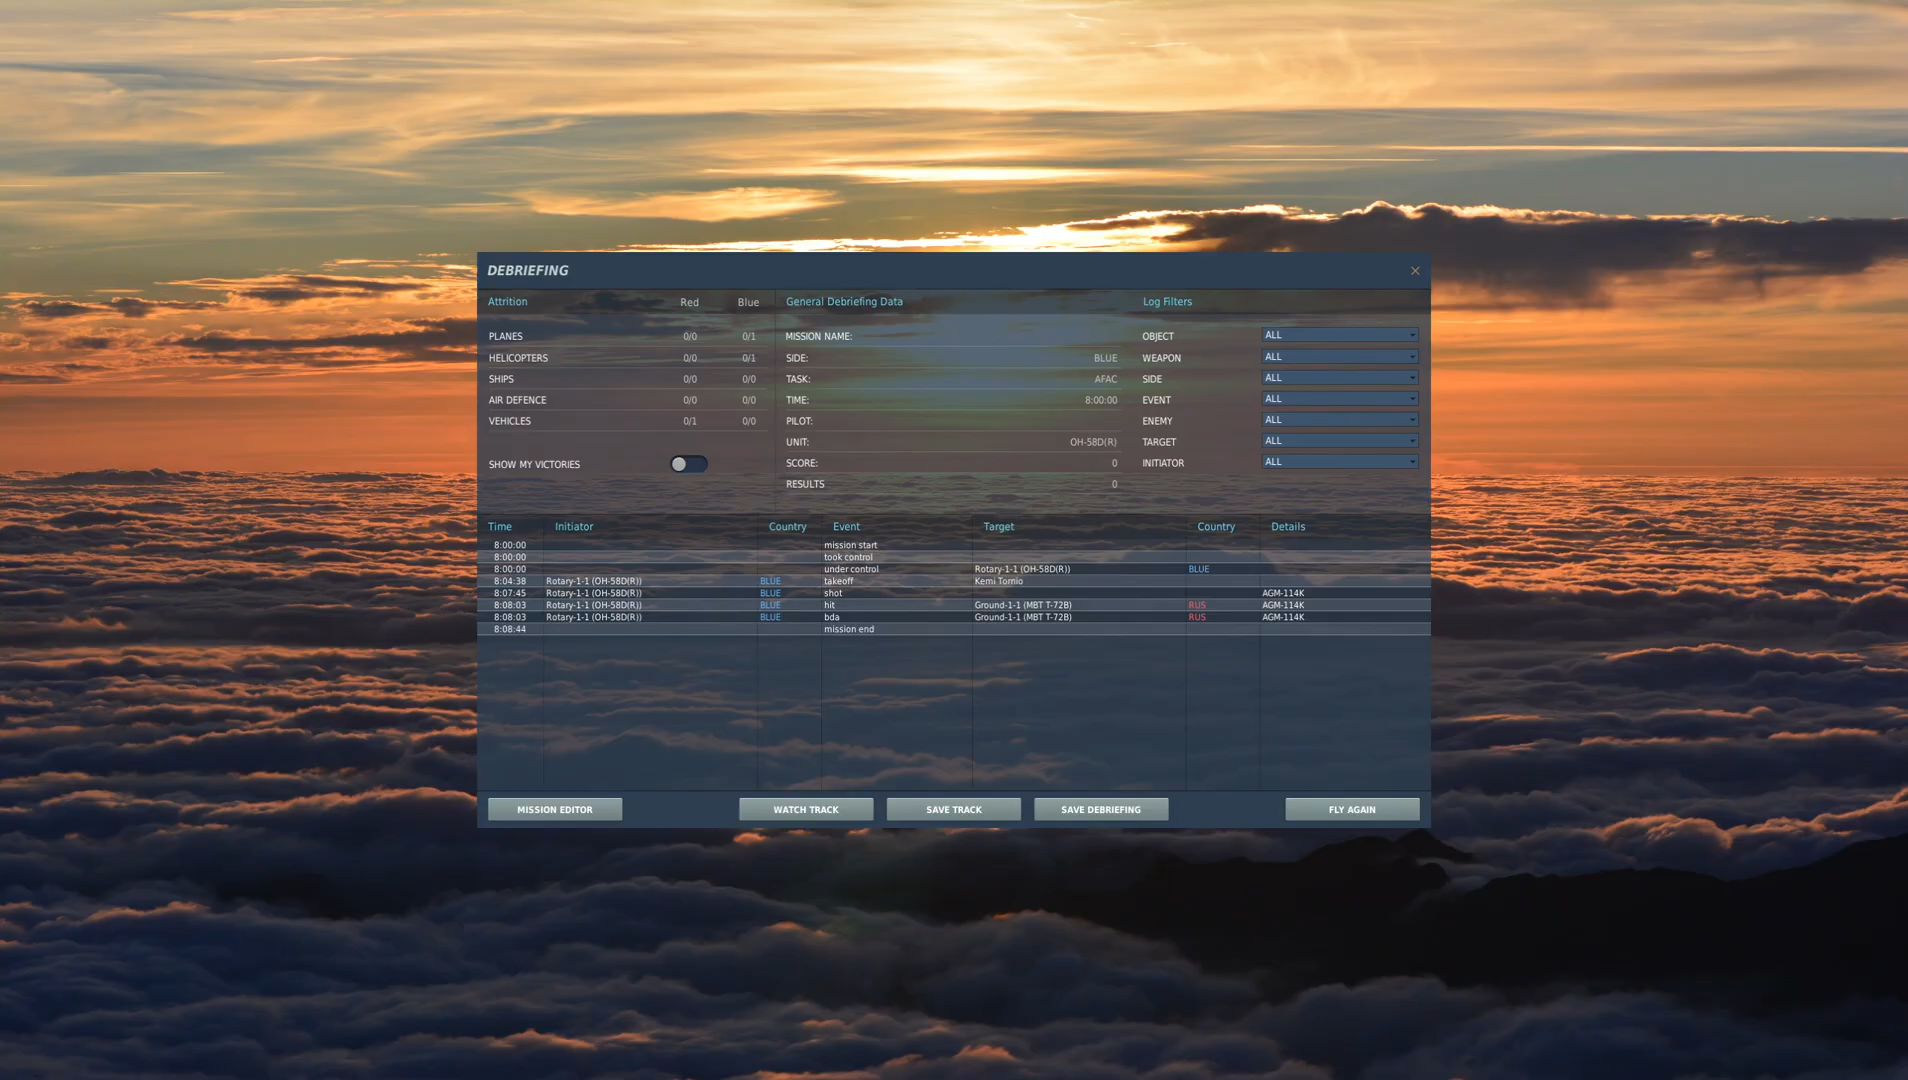 DEBRIEFING
Attrition Red Blue General Debriefing Data Log Filters
PLANES 0/0 0/1 MISSION NAME: OBJECT ALL
HELICOPTERS 0/0 0/1 SIDE: BLUE WEAPON ALL
SHIPS 0/0 0/0 TASK: AFAC SIDE ALL
AIR DEFENCE 0/0 0/0 TIME: 8:00:00 EVENT ALL
VEHICLES 0/1 0/0 PILOT: ENEMY ALL
UNIT: OH-58D(R) TARGET ALL
SHOW MY VICTORIES SCORE: 0 INITIATOR ALL
RESULTS 0
Time Initiator Country Event Target Country Details
8:00:00 mission start
8:00:00 took control
8:00:00 under control Rotary-1-1 (OH-58D(R)) BLUE
8:04:38 Rotary-1-1 (OH-58D(R)) BLUE takeoff Kemi Tornio
8:07:45 Rotary-1-1 (OH-58D(R)) BLUE shot AGM-114K
8:08:03 Rotary-1-1 (OH-58D(R)) BLUE hit Ground-1-1 (MBT T-72B) RUS AGM-114K
8:08:03 Rotary-1-1 (OH-58D(R)) BLUE bda Ground-1-1 (MBT T-72B) RUS AGM-114K
8:08:44 mission end
MISSION EDITOR WATCH TRACK SAVE TRACK SAVE DEBRIEFING FLY AGAIN